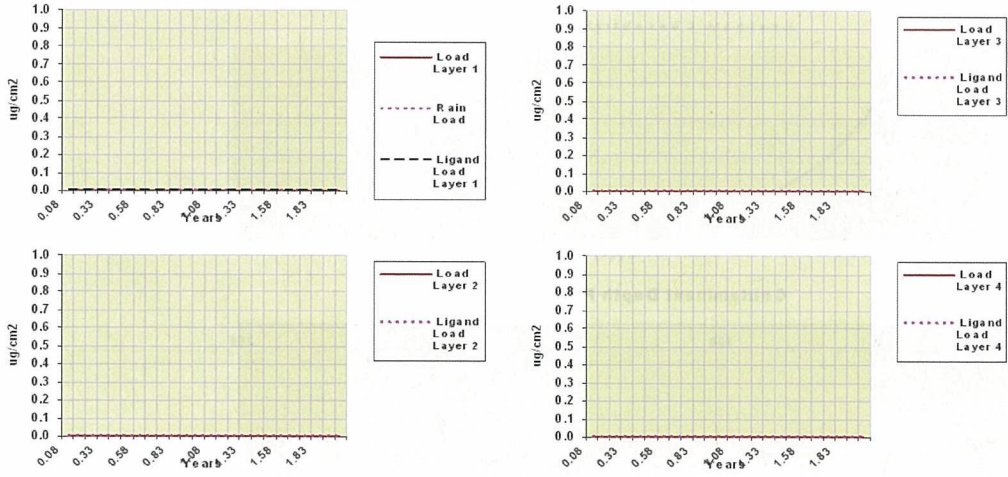 1.0
0.9
0.8
0.7
0.6
0.5
0.4
0.3
0.2
0.1
0.0
ug/cm2
0.08
0.33
0.58
0.83
1.08
1.33
1.58
1.83
Years
Load
Layer 1
Rain
Load
Ligand
Load
Layer 1
1.0
0.9
0.8
0.7
0.6
0.5
0.4
0.3
0.2
0.1
0.0
ug/cm2
0.08
0.33
0.58
0.83
1.08
1.33
1.58
1.83
Years
Load
Layer 3
Ligand
Load
Layer 3
1.0
0.9
0.8
0.7
0.6
0.5
0.4
0.3
0.2
0.1
0.0
ug/cm2
0.08
0.33
0.58
0.83
1.08
1.33
1.58
1.83
Years
Load
Layer 2
Ligand
Load
Layer 2
1.0
0.9
0.8
0.7
0.6
0.5
0.4
0.3
0.2
0.1
0.0
ug/cm2
0.08
0.33
0.58
0.83
1.08
1.33
1.58
1.83
Years
Load
Layer 4
Ligand
Load
Layer 4